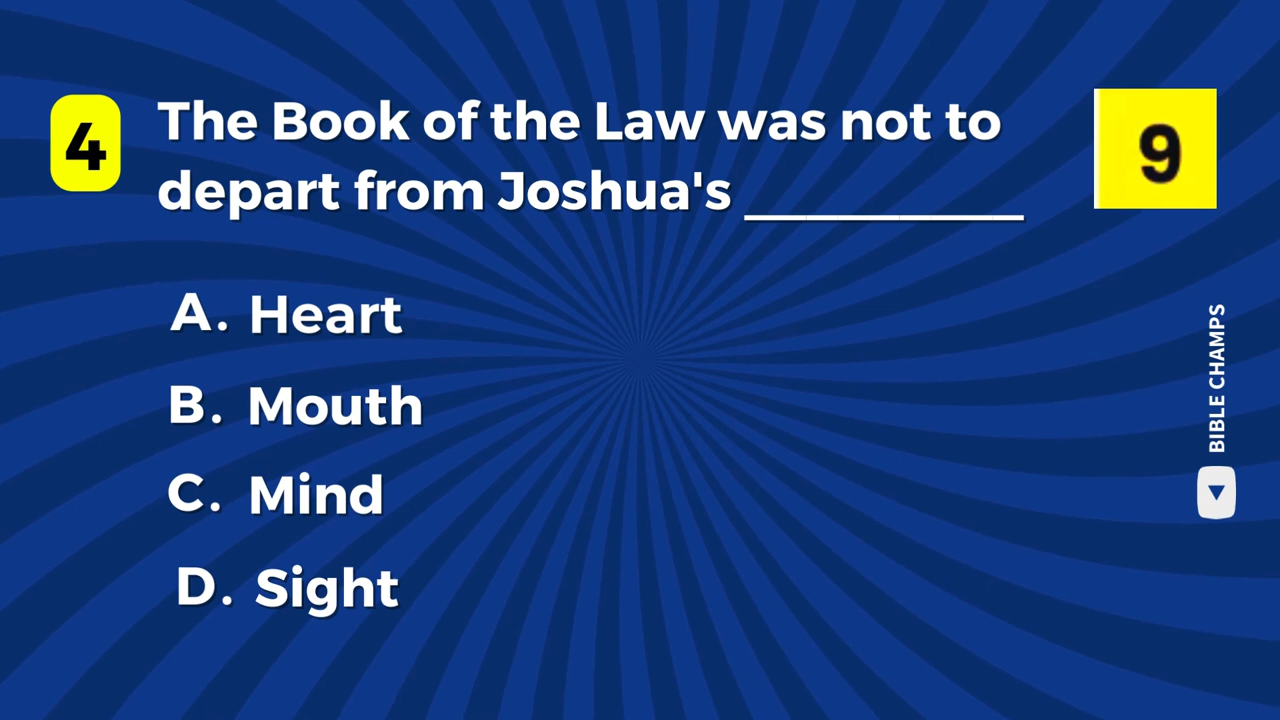 4
The Book of the Law was not to
depart from Joshua's __________
9
A. Heart
B. Mouth
C. Mind
D. Sight
BIBLE CHAMPS